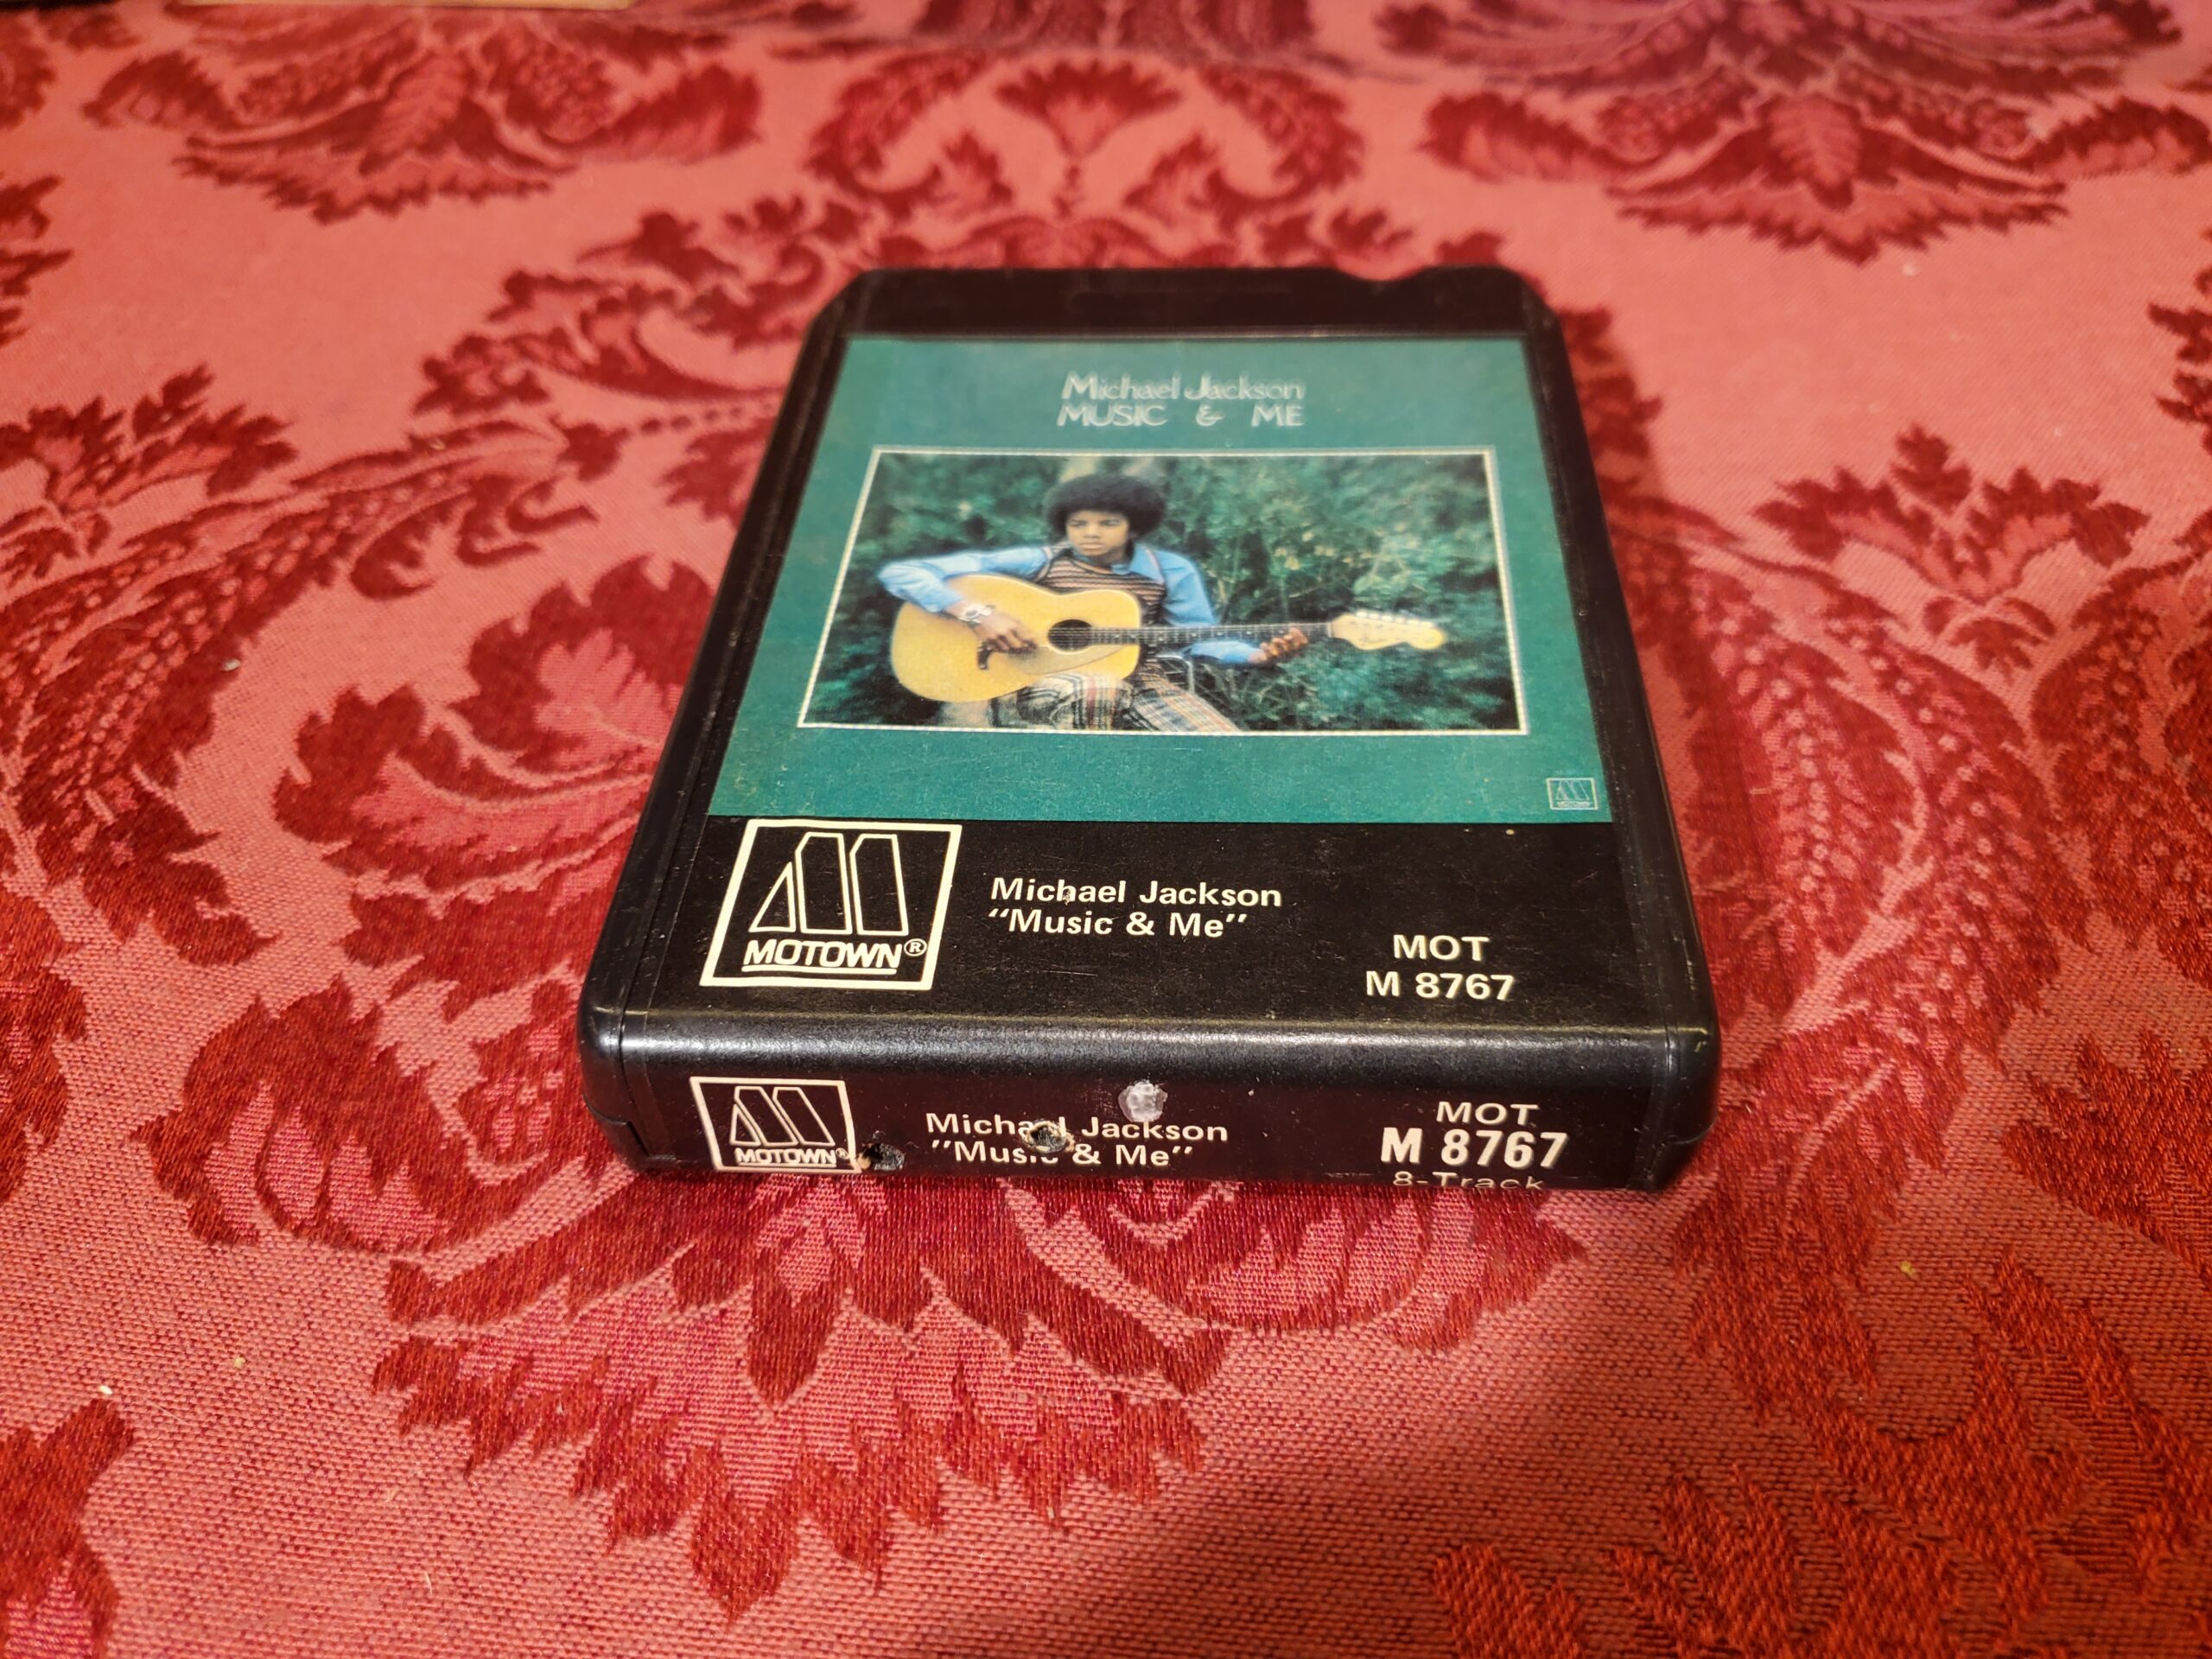 Michael Jackson
MUSIC & ME
MOTOWN
MOTOWN®
Michael Jackson
“Music & Me”
MOT
M 8767
MOTOWN®
Michael Jackson
"Music & Me”
MOT
M 8767
8-Track